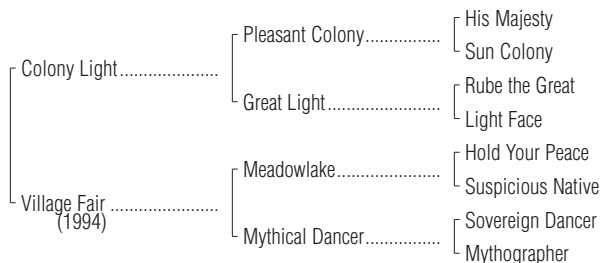 His Majesty
Pleasant Colony.................
Sun Colony
Colony Light.....................
Rube the Great
Great Light.........................
Light Face
Hold Your Peace
Meadowlake.......................
Suspicious Native
Village Fair .......................
(1994)
Sovereign Dancer
Mythical Dancer.................
Mythographer